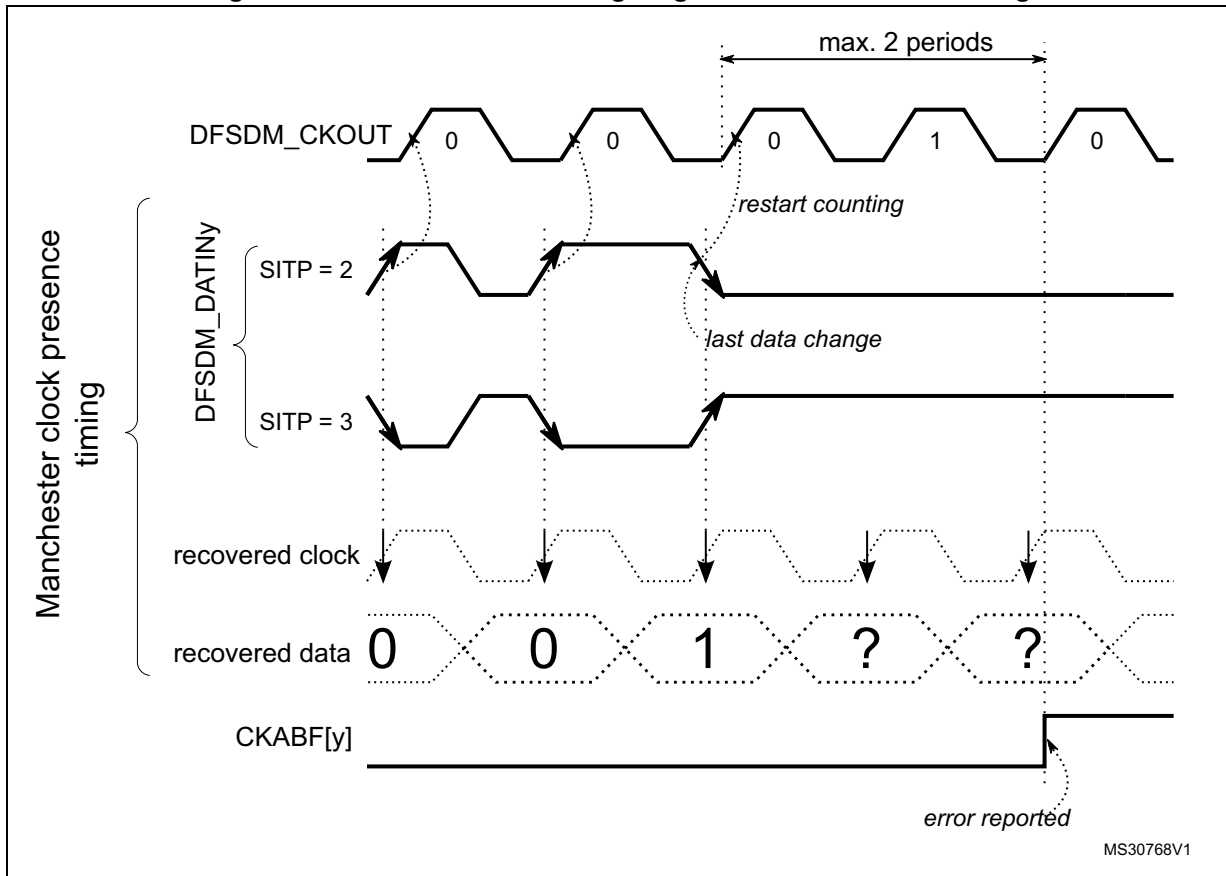 max. 2 periods
DFSDM_CKOUT
0
0
0
1
0
restart counting
Manchester clock presence
timing
DFSDM_DATINy
SITP = 2
last data change
SITP = 3
recovered clock
recovered data
0
0
1
?
?
CKABF[y]
error reported
MS30768V1